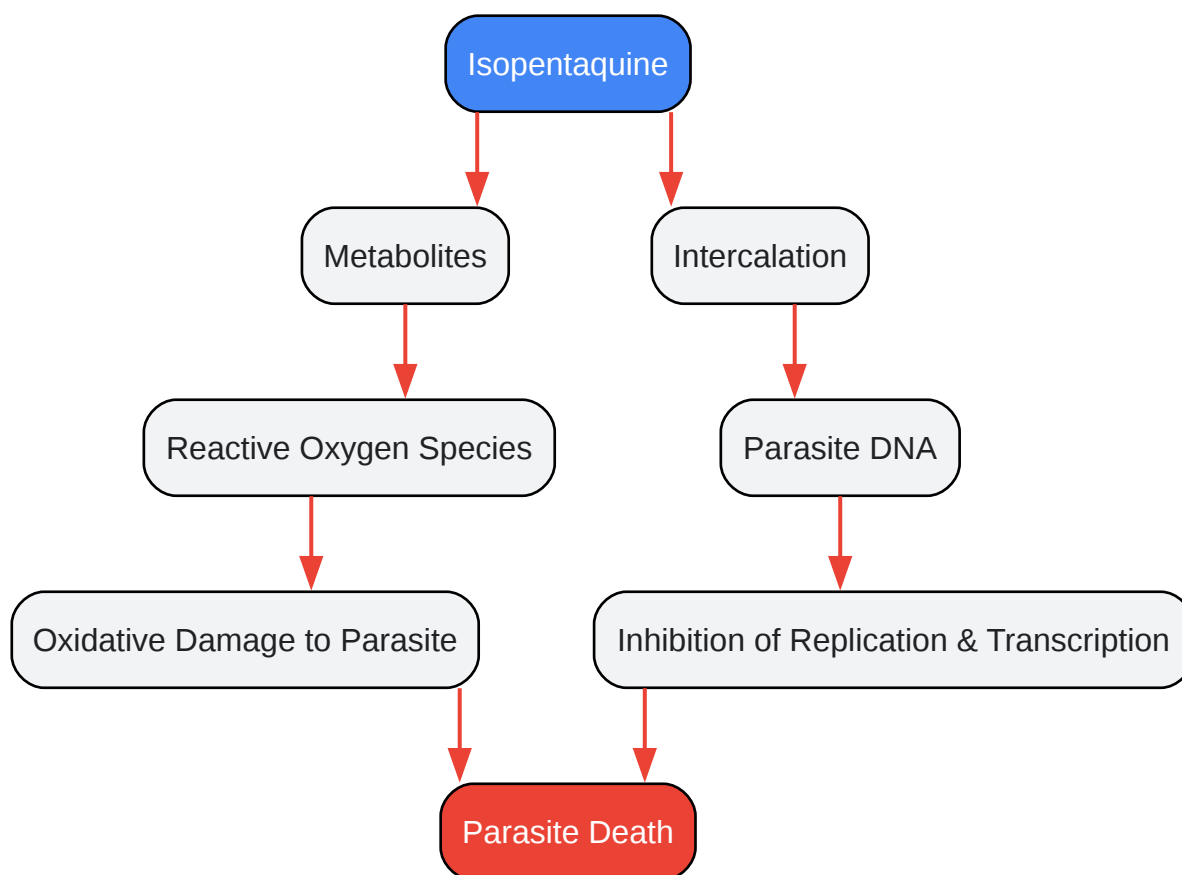 Isopentaquine
Metabolites
Intercalation
Reactive Oxygen Species
Parasite DNA
Oxidative Damage to Parasite
Inhibition of Replication & Transcription
Parasite Death